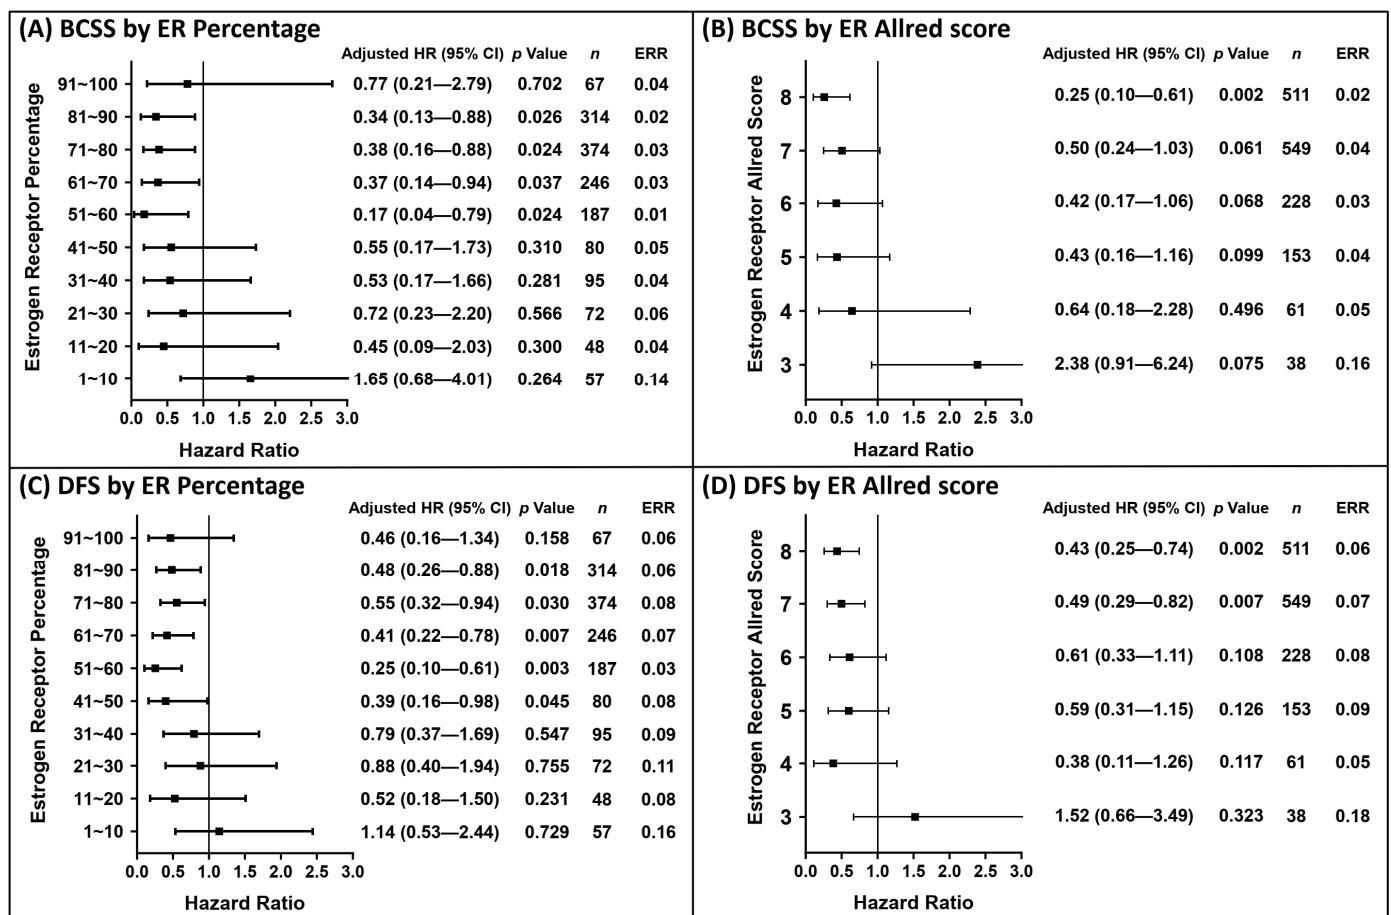 (A) BCSS by ER Percentage
Adjusted HR (95% CI) p Value n ERR
Estrogen Receptor Percentage
91~100 0.77 (0.21—2.79) 0.702 67 0.04
81~90 0.34 (0.13—0.88) 0.026 314 0.02
71~80 0.38 (0.16—0.88) 0.024 374 0.03
61~70 0.37 (0.14—0.94) 0.037 246 0.03
51~60 0.17 (0.04—0.79) 0.024 187 0.01
41~50 0.55 (0.17—1.73) 0.310 80 0.05
31~40 0.53 (0.17—1.66) 0.281 95 0.04
21~30 0.72 (0.23—2.20) 0.566 72 0.06
11~20 0.45 (0.09—2.03) 0.300 48 0.04
1~10 1.65 (0.68—4.01) 0.264 57 0.14
0.0 0.5 1.0 1.5 2.0 2.5 3.0
Hazard Ratio
(B) BCSS by ER Allred score
Adjusted HR (95% CI) p Value n ERR
Estrogen Receptor Allred Score
8 0.25 (0.10—0.61) 0.002 511 0.02
7 0.50 (0.24—1.03) 0.061 549 0.04
6 0.42 (0.17—1.06) 0.068 228 0.03
5 0.43 (0.16—1.16) 0.099 153 0.04
4 0.64 (0.18—2.28) 0.496 61 0.05
3 2.38 (0.91—6.24) 0.075 38 0.16
0.0 0.5 1.0 1.5 2.0 2.5 3.0
Hazard Ratio
(C) DFS by ER Percentage
Adjusted HR (95% CI) p Value n ERR
Estrogen Receptor Percentage
91~100 0.46 (0.16—1.34) 0.158 67 0.06
81~90 0.48 (0.26—0.88) 0.018 314 0.06
71~80 0.55 (0.32—0.94) 0.030 374 0.08
61~70 0.41 (0.22—0.78) 0.007 246 0.07
51~60 0.25 (0.10—0.61) 0.003 187 0.03
41~50 0.39 (0.16—0.98) 0.045 80 0.08
31~40 0.79 (0.37—1.69) 0.547 95 0.09
21~30 0.88 (0.40—1.94) 0.755 72 0.11
11~20 0.52 (0.18—1.50) 0.231 48 0.08
1~10 1.14 (0.53—2.44) 0.729 57 0.16
0.0 0.5 1.0 1.5 2.0 2.5 3.0
Hazard Ratio
(D) DFS by ER Allred score
Adjusted HR (95% CI) p Value n ERR
Estrogen Receptor Allred Score
8 0.43 (0.25—0.74) 0.002 511 0.06
7 0.49 (0.29—0.82) 0.007 549 0.07
6 0.61 (0.33—1.11) 0.108 228 0.08
5 0.59 (0.31—1.15) 0.126 153 0.09
4 0.38 (0.11—1.26) 0.117 61 0.05
3 1.52 (0.66—3.49) 0.323 38 0.18
0.0 0.5 1.0 1.5 2.0 2.5 3.0
Hazard Ratio